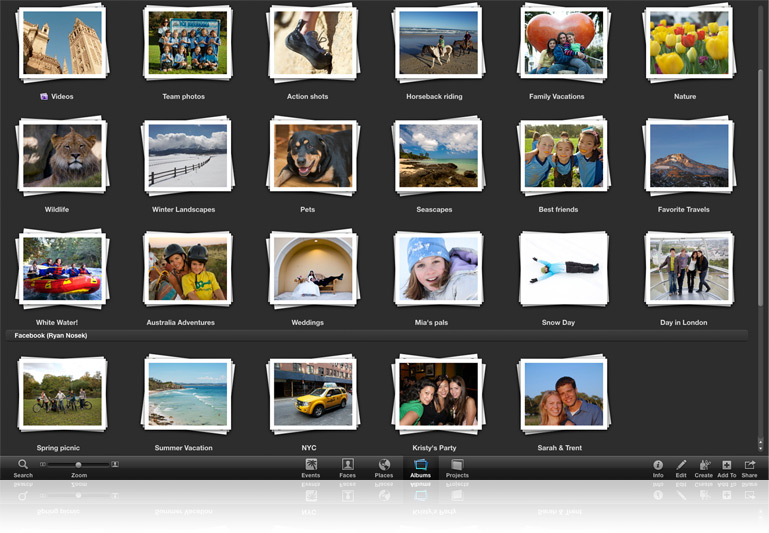 Videos Team photos Action shots Horseback riding Family Vacations Nature
Wildlife Winter Landscapes Pets Seascapes Best friends Favorite Travels
White Water! Australia Adventures Weddings Mia's pals Snow Day Day in London
Facebook (Ryan Nosek)
Spring picnic Summer Vacation NYC Kristy's Party Sarah & Trent
Search Zoom Events Faces Places Albums Projects Info Edit Create Add To Share